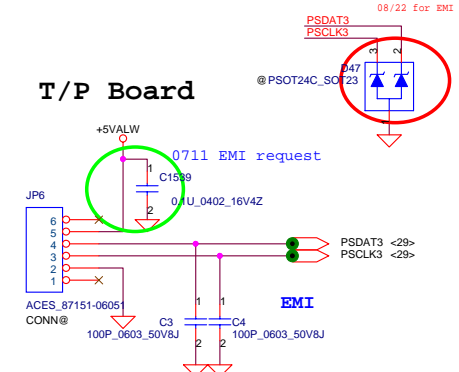 08/22 for EMI
PSDAT3
PSCLK3
3
2
D47
@ PSOT24C_SOT23
1
T/P Board
+5VALW
0711 EMI request
1
C1539
2
0.1U_0402_16V4Z
JP6
6
5
4
3
2
1
PSDAT3 <29>
PSCLK3 <29>
ACES_87151-06051
CONN@
EMI
1
1
C3
C4
100P_0603_50V8J
100P_0603_50V8J
2
2